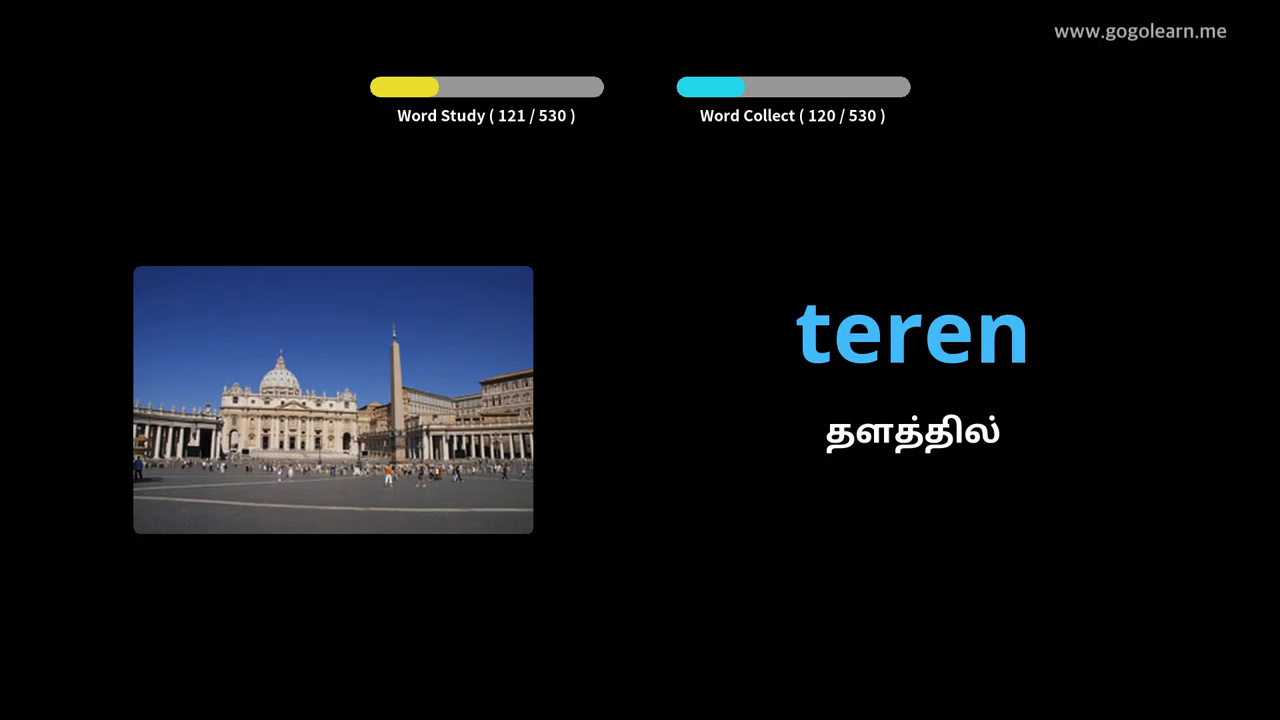 www.gogolearn.me
Word Study ( 121 / 530 )
Word Collect ( 120 / 530 )
teren
தளத்தில்